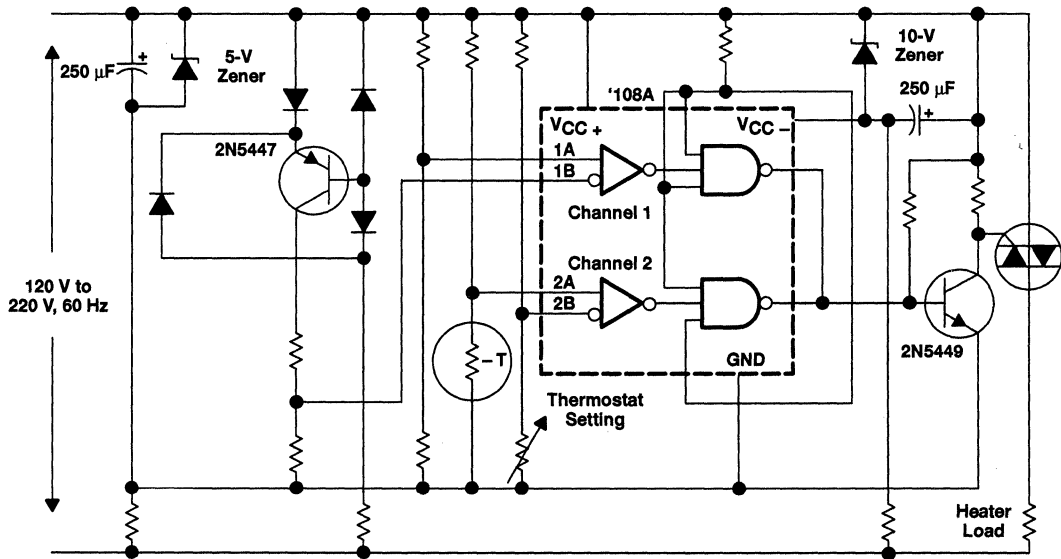 250 µF
+
5-V
Zener
2N5447
120 V to
220 V, 60 Hz
'108A
VCC +
VCC −
1A
1B
Channel 1
Channel 2
2A
2B
GND
− T
Thermostat
Setting
10-V
Zener
250 µF
+
2N5449
Heater
Load